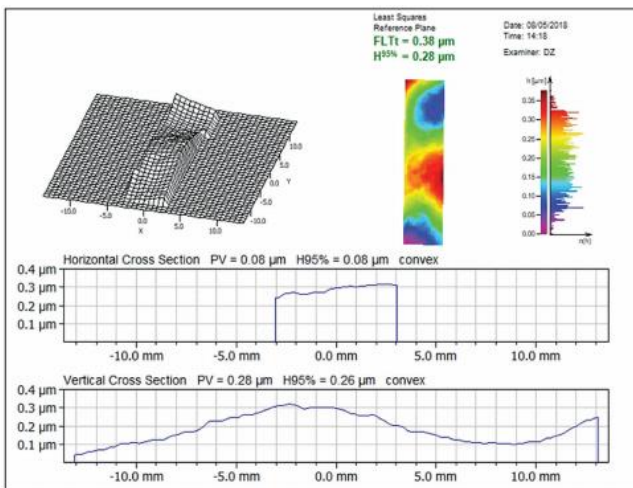 Least Squares
Reference Plane
FLTt = 0.38 µm
H95% = 0.28 µm
Date: 08/05/2018
Time: 14:18
Examiner: DZ
h [µm]
0.35
0.30
0.25
0.20
0.15
0.10
0.05
0.00
n(h)
10.0
5.0
0.0
-5.0
-10.0
Y
-10.0
-5.0
0.0
5.0
10.0
X
Horizontal Cross Section PV = 0.08 µm H95% = 0.08 µm convex
0.4 µm
0.3 µm
0.2 µm
0.1 µm
-10.0 mm -5.0 mm 0.0 mm 5.0 mm 10.0 mm
Vertical Cross Section PV = 0.28 µm H95% = 0.26 µm convex
0.4 µm
0.3 µm
0.2 µm
0.1 µm
-10.0 mm -5.0 mm 0.0 mm 5.0 mm 10.0 mm